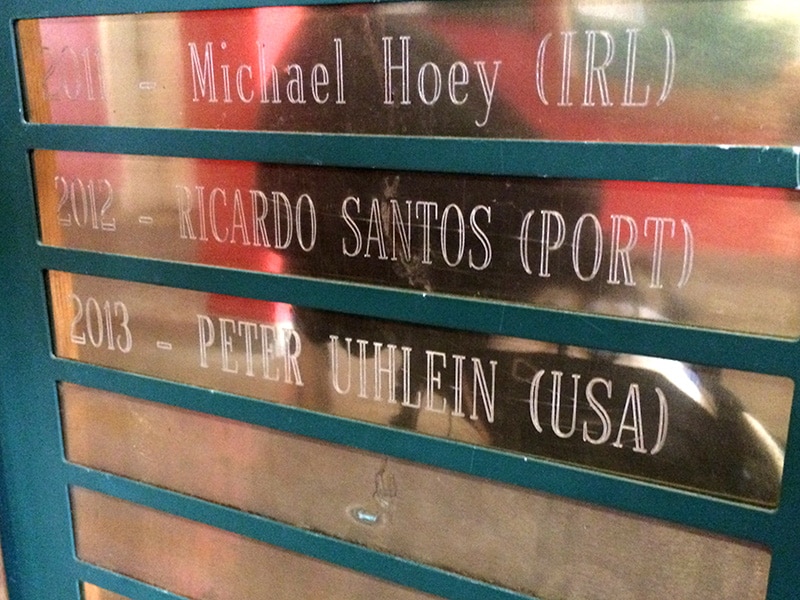 2011 - Michael Hoey (IRL)
2012 - RICARDO SANTOS (PORT)
2013 - PETER UIHLEIN (USA)